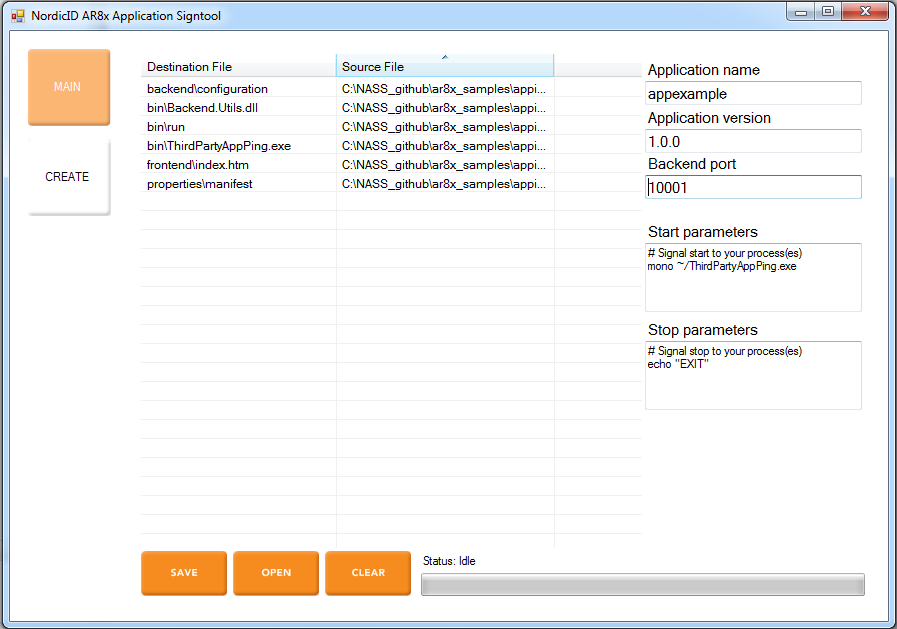 NordicID AR8x Application Signtool
MAIN
CREATE
Destination File Source File
backend\configuration C:\NASS_github\ar8x_samples\appi...
bin\Backend.Utils.dll C:\NASS_github\ar8x_samples\appi...
bin\run C:\NASS_github\ar8x_samples\appi...
bin\ThirdPartyAppPing.exe C:\NASS_github\ar8x_samples\appi...
frontend\index.htm C:\NASS_github\ar8x_samples\appi...
properties\manifest C:\NASS_github\ar8x_samples\appi...
Application name
appexample
Application version
1.0.0
Backend port
10001
Start parameters
# Signal start to your process(es)
mono ~/ThirdPartyAppPing.exe
Stop parameters
# Signal stop to your process(es)
echo "EXIT"
SAVE OPEN CLEAR
Status: Idle